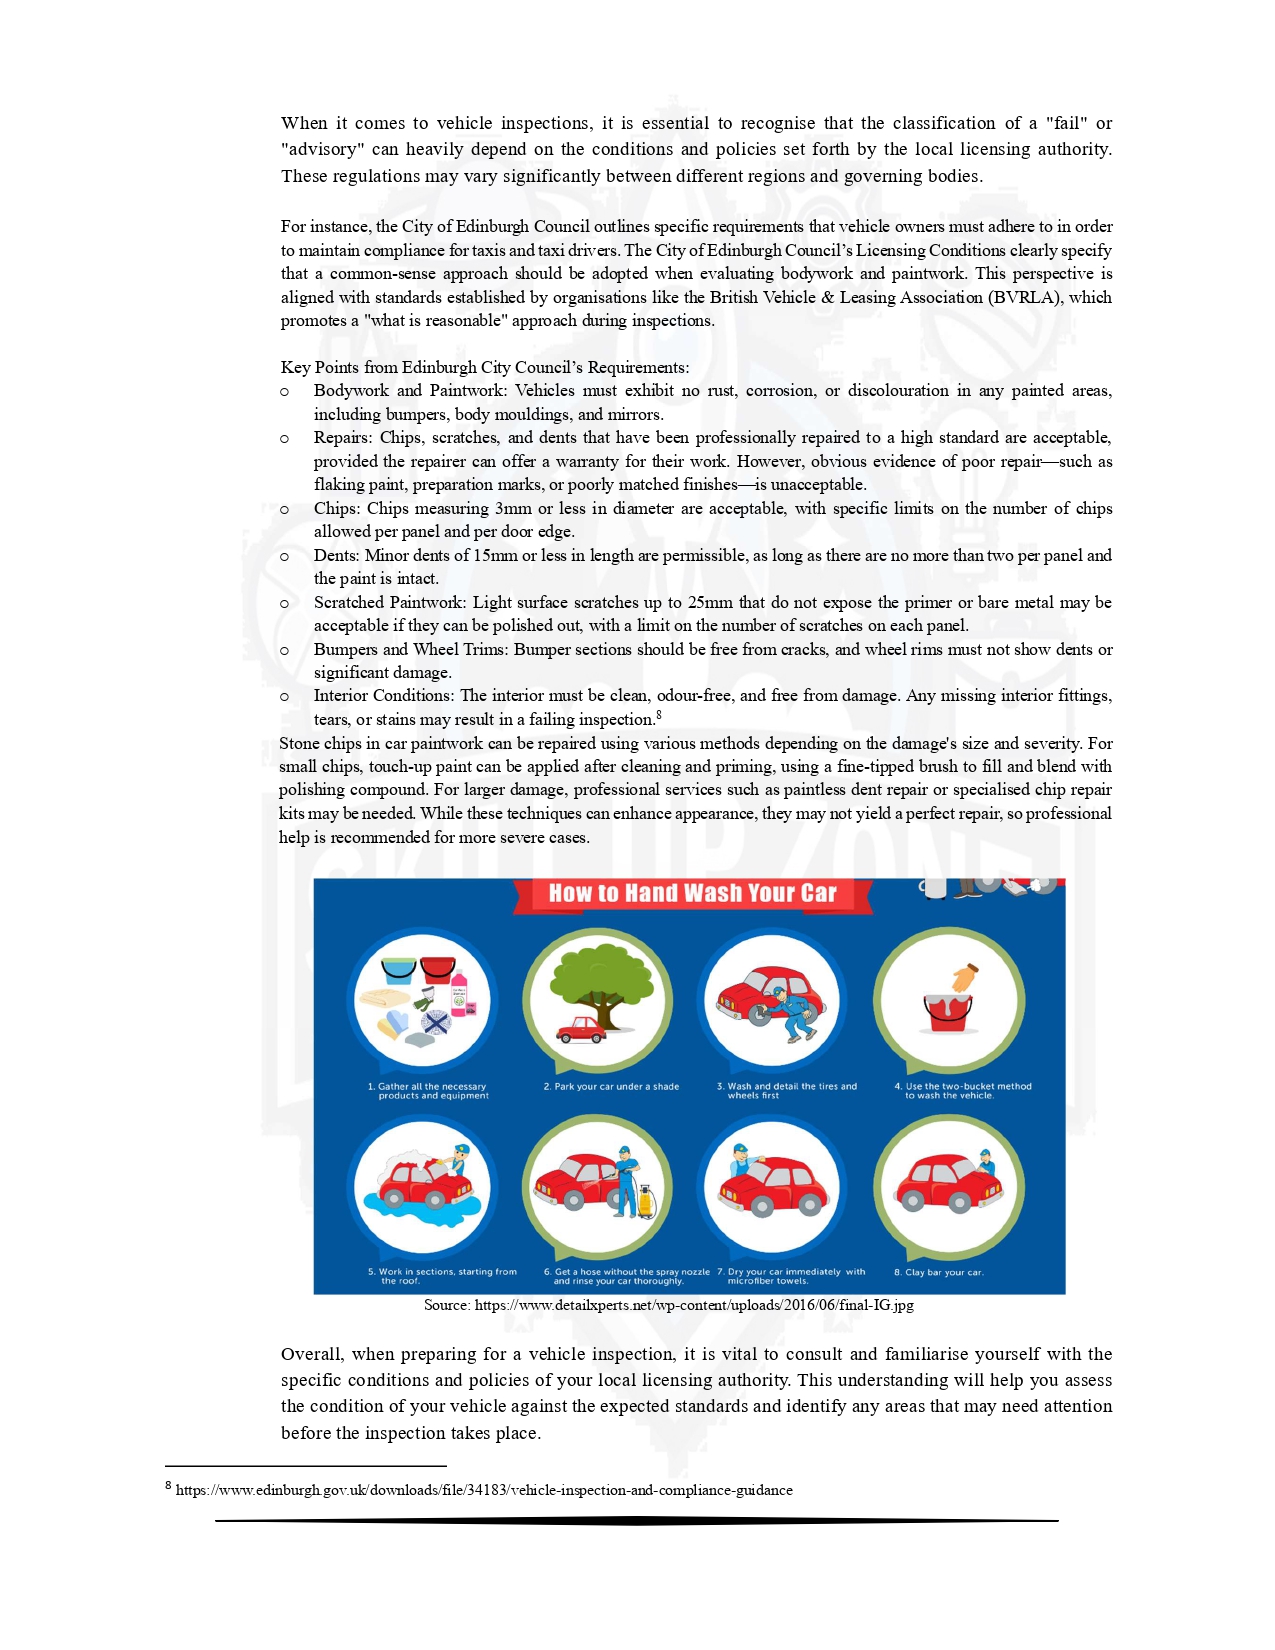 When it comes to vehicle inspections, it is essential to recognise that the classification of a "fail" or
"advisory" can heavily depend on the conditions and policies set forth by the local licensing authority.
These regulations may vary significantly between different regions and governing bodies.
For instance, the City of Edinburgh Council outlines specific requirements that vehicle owners must adhere to in order
to maintain compliance for taxis and taxi drivers. The City of Edinburgh Council’s Licensing Conditions clearly specify
that a common-sense approach should be adopted when evaluating bodywork and paintwork. This perspective is
aligned with standards established by organisations like the British Vehicle & Leasing Association (BVRLA), which
promotes a "what is reasonable" approach during inspections.
Key Points from Edinburgh City Council’s Requirements:
o Bodywork and Paintwork: Vehicles must exhibit no rust, corrosion, or discolouration in any painted areas,
including bumpers, body mouldings, and mirrors.
o Repairs: Chips, scratches, and dents that have been professionally repaired to a high standard are acceptable,
provided the repairer can offer a warranty for their work. However, obvious evidence of poor repair—such as
flaking paint, preparation marks, or poorly matched finishes—is unacceptable.
o Chips: Chips measuring 3mm or less in diameter are acceptable, with specific limits on the number of chips
allowed per panel and per door edge.
o Dents: Minor dents of 15mm or less in length are permissible, as long as there are no more than two per panel and
the paint is intact.
o Scratched Paintwork: Light surface scratches up to 25mm that do not expose the primer or bare metal may be
acceptable if they can be polished out, with a limit on the number of scratches on each panel.
o Bumpers and Wheel Trims: Bumper sections should be free from cracks, and wheel rims must not show dents or
significant damage.
o Interior Conditions: The interior must be clean, odour-free, and free from damage. Any missing interior fittings,
tears, or stains may result in a failing inspection.8
Stone chips in car paintwork can be repaired using various methods depending on the damage's size and severity. For
small chips, touch-up paint can be applied after cleaning and priming, using a fine-tipped brush to fill and blend with
polishing compound. For larger damage, professional services such as paintless dent repair or specialised chip repair
kits may be needed. While these techniques can enhance appearance, they may not yield a perfect repair, so professional
help is recommended for more severe cases.
How to Hand Wash Your Car
1. Gather all the necessary
products and equipment
2. Park your car under a shade
3. Wash and detail the tires and
wheels first
4. Use the two-bucket method
to wash the vehicle.
5. Work in sections, starting from
the roof.
6. Get a hose without the spray nozzle
and rinse your car thoroughly.
7. Dry your car immediately with
microfiber towels.
8. Clay bar your car.
Source: https://www.detailxperts.net/wp-content/uploads/2016/06/final-IG.jpg
Overall, when preparing for a vehicle inspection, it is vital to consult and familiarise yourself with the
specific conditions and policies of your local licensing authority. This understanding will help you assess
the condition of your vehicle against the expected standards and identify any areas that may need attention
before the inspection takes place.
8 https://www.edinburgh.gov.uk/downloads/file/34183/vehicle-inspection-and-compliance-guidance